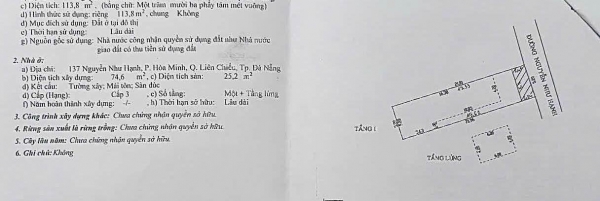 c) Diện tích: 113,8 m², (bằng chữ: Một trăm mười ba phẩy tám mét vuông)
d) Hình thức sử dụng: riêng 113,8 m², chung Không
đ) Mục đích sử dụng: Đất ở tại đô thị
e) Thời hạn sử dụng: Lâu dài
g) Nguồn gốc sử dụng: Nhà nước công nhận quyền sử dụng đất như Nhà nước
giao đất có thu tiền sử dụng đất
2. Nhà ở:
a) Địa chỉ: 137 Nguyễn Như Hạnh, P. Hòa Minh, Q. Liên Chiểu, Tp. Đà Nẵng
b) Diện tích xây dựng: 74,6 m², c) Diện tích sàn: 25,2 m²
d) Kết cấu: Tường xây; Mái tôn; Sàn đúc
đ) Cấp (Hạng): Cấp 3 , e) Số tầng: Một + Tầng lửng
f) Năm hoàn thành xây dựng: -/- , h) Thời hạn sở hữu: Lâu dài
3. Công trình xây dựng khác: Chưa chứng nhận quyền sở hữu.
4. Rừng sản xuất là rừng trồng: Chưa chứng nhận quyền sở hữu.
5. Cây lâu năm: Chưa chứng nhận quyền sở hữu.
6. Ghi chú: Không
ĐƯỜNG NGUYỄN NHƯ HẠNH
TẦNG 1
TẦNG LỬNG